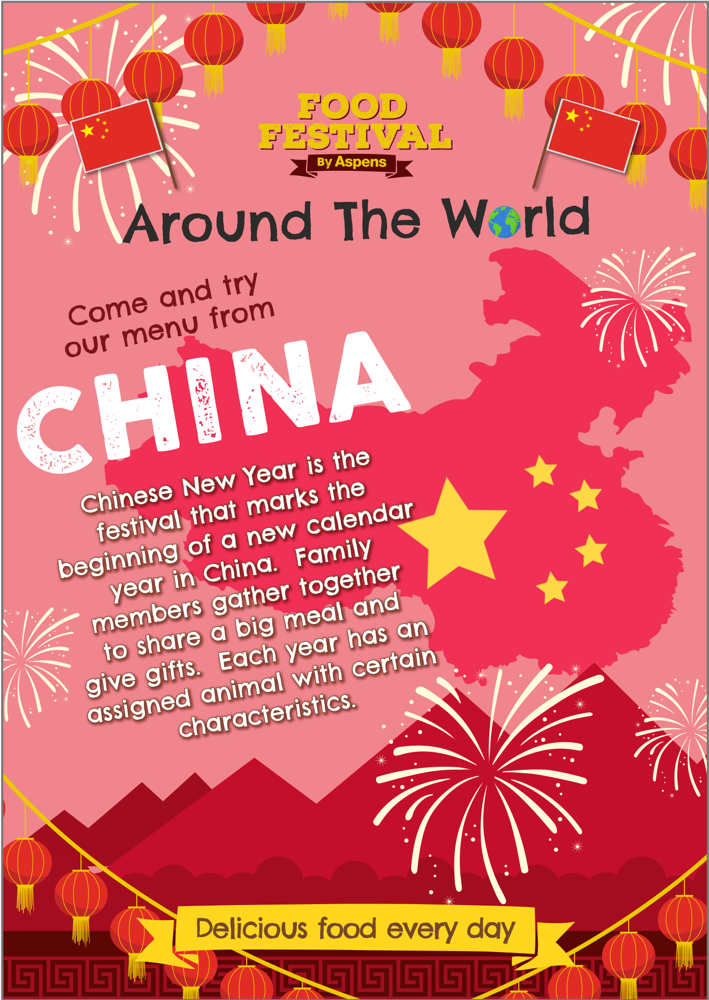 FOOD
FESTIVAL
By Aspens
Around The World
Come and try
our menu from
CHINA
Chinese New Year is the
festival that marks the
beginning of a new calendar
year in China.  Family
members gather together
to share a big meal and
give gifts.  Each year has an
assigned animal with certain
characteristics.
Delicious food every day